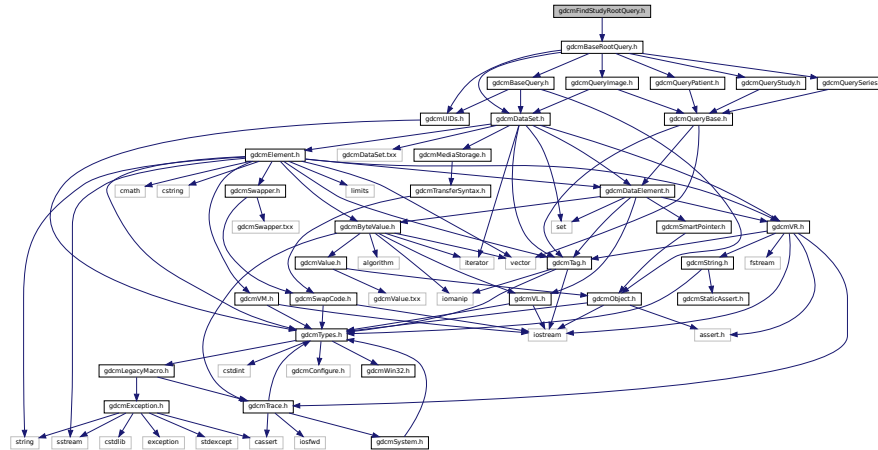 gdcmFindStudyRootQuery.h
gdcmBaseRootQuery.h
gdcmBaseQuery.h gdcmQueryImage.h gdcmQueryPatient.h gdcmQueryStudy.h gdcmQuerySeries
gdcmUIDs.h gdcmDataSet.h gdcmQueryBase.h
gdcmElement.h gdcmDataSet.txx gdcmMediaStorage.h
cmath cstring gdcmSwapper.h limits gdcmTransferSyntax.h gdcmDataElement.h
gdcmSwapper.txx gdcmByteValue.h set gdcmSmartPointer.h gdcmVR.h
gdcmValue.h algorithm iterator vector gdcmTag.h gdcmString.h fstream
gdcmVM.h gdcmSwapCode.h gdcmValue.txx iomanip gdcmVL.h gdcmObject.h gdcmStaticAssert.h
gdcmTypes.h iostream assert.h
gdcmLegacyMacro.h cstdint gdcmConfigure.h gdcmWin32.h
gdcmException.h gdcmTrace.h
string sstream cstdlib exception stdexcept cassert iosfwd gdcmSystem.h